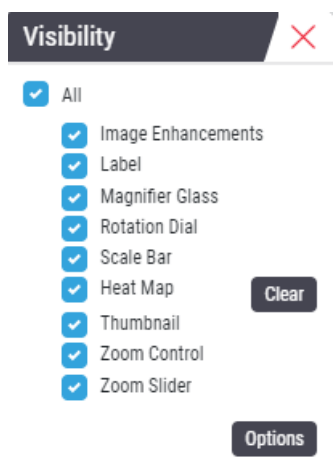 Visibility
All
Image Enhancements
Label
Magnifier Glass
Rotation Dial
Scale Bar
Heat Map
Clear
Thumbnail
Zoom Control
Zoom Slider
Options